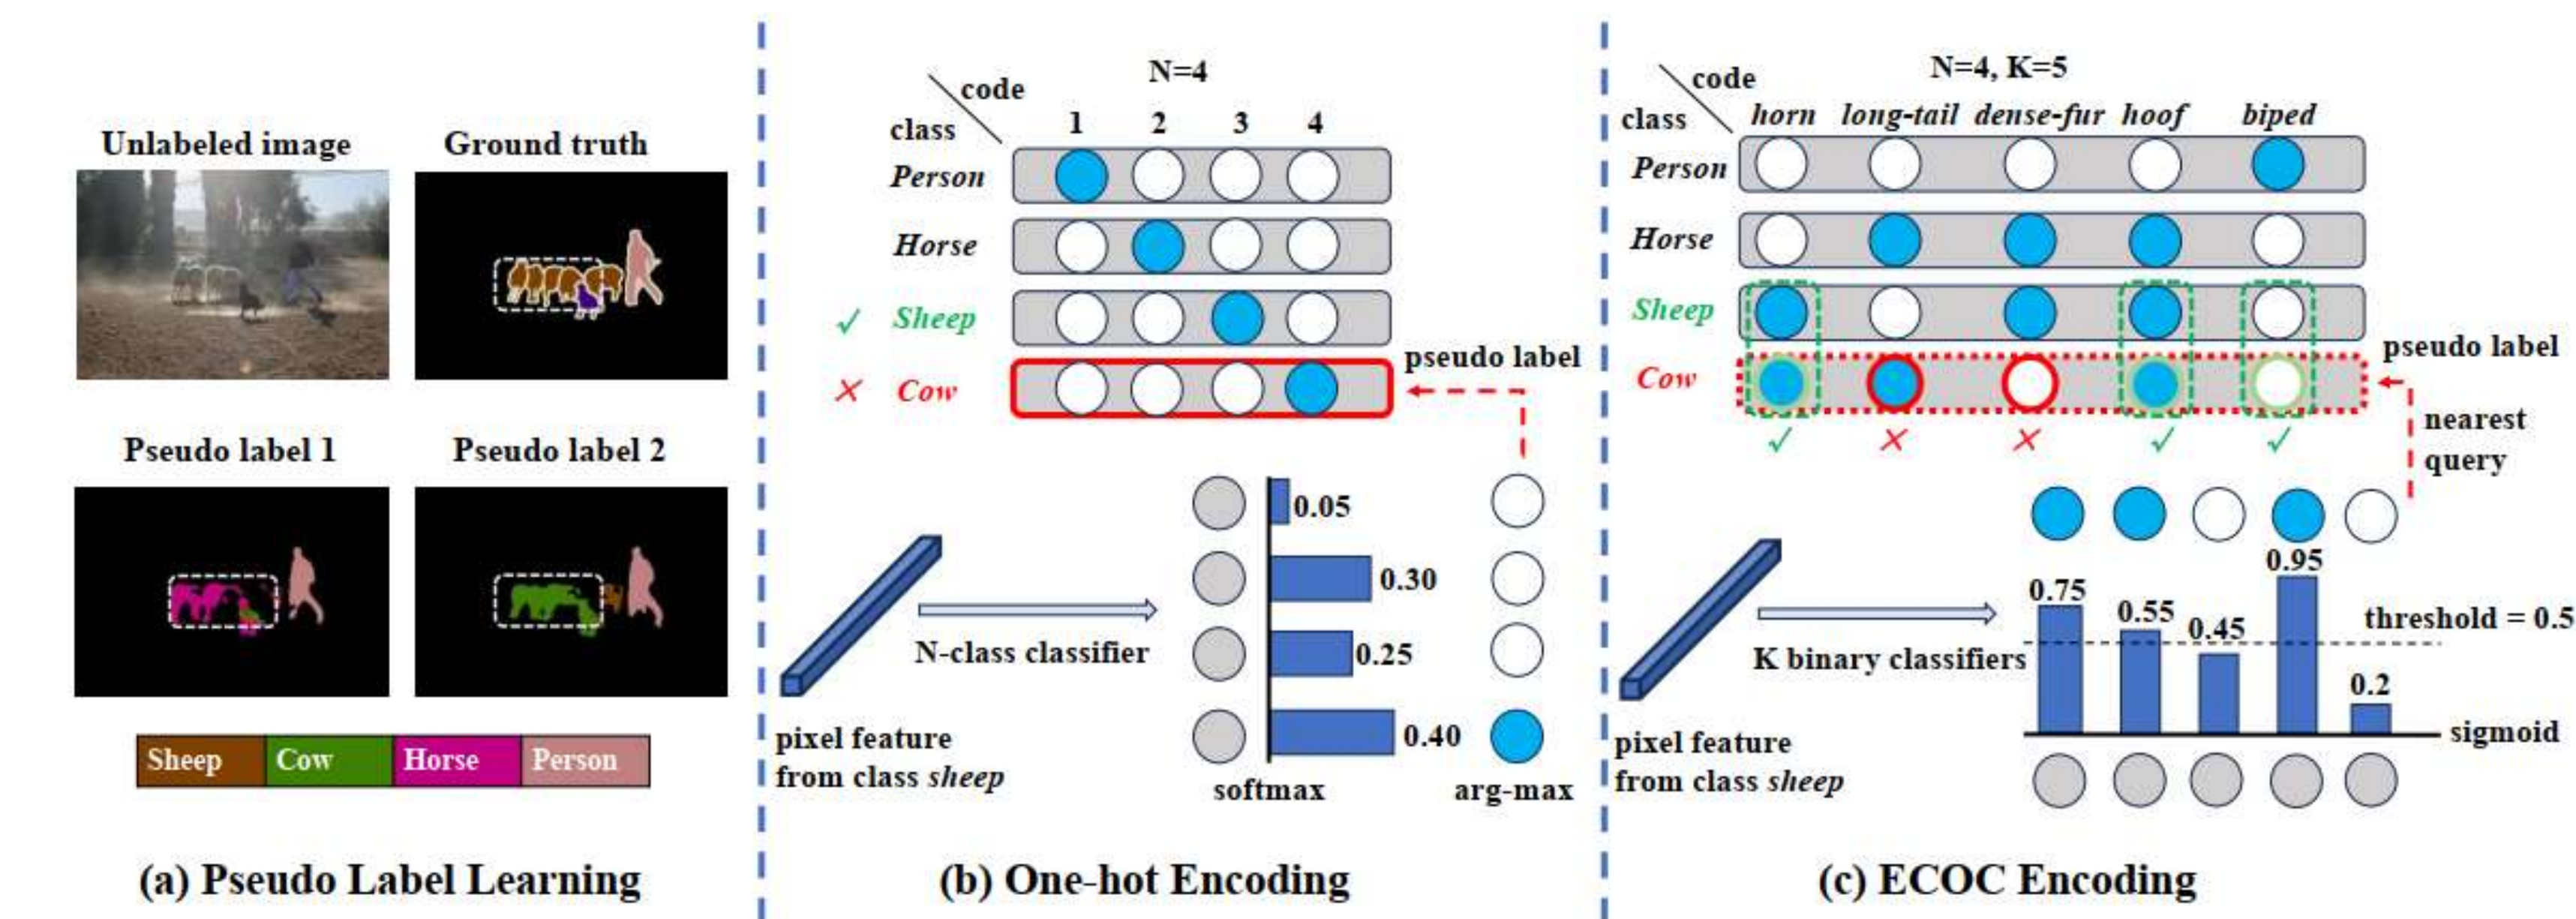 Unlabeled image
Ground truth
Pseudo label 1
Pseudo label 2
Sheep
Cow
Horse
Person
(a) Pseudo Label Learning
code
N=4
class
1
2
3
4
Person
Horse
✓ Sheep
✕ Cow
pseudo label
0.05
0.30
0.25
0.40
N-class classifier
pixel feature
from class sheep
softmax
arg-max
(b) One-hot Encoding
code
N=4, K=5
class
horn
long-tail
dense-fur
hoof
biped
Person
Horse
Sheep
Cow
pseudo label
✓ ✕ ✕ ✓ ✓
nearest
query
0.75
0.55
0.45
0.95
0.2
threshold = 0.5
K binary classifiers
sigmoid
pixel feature
from class sheep
(c) ECOC Encoding